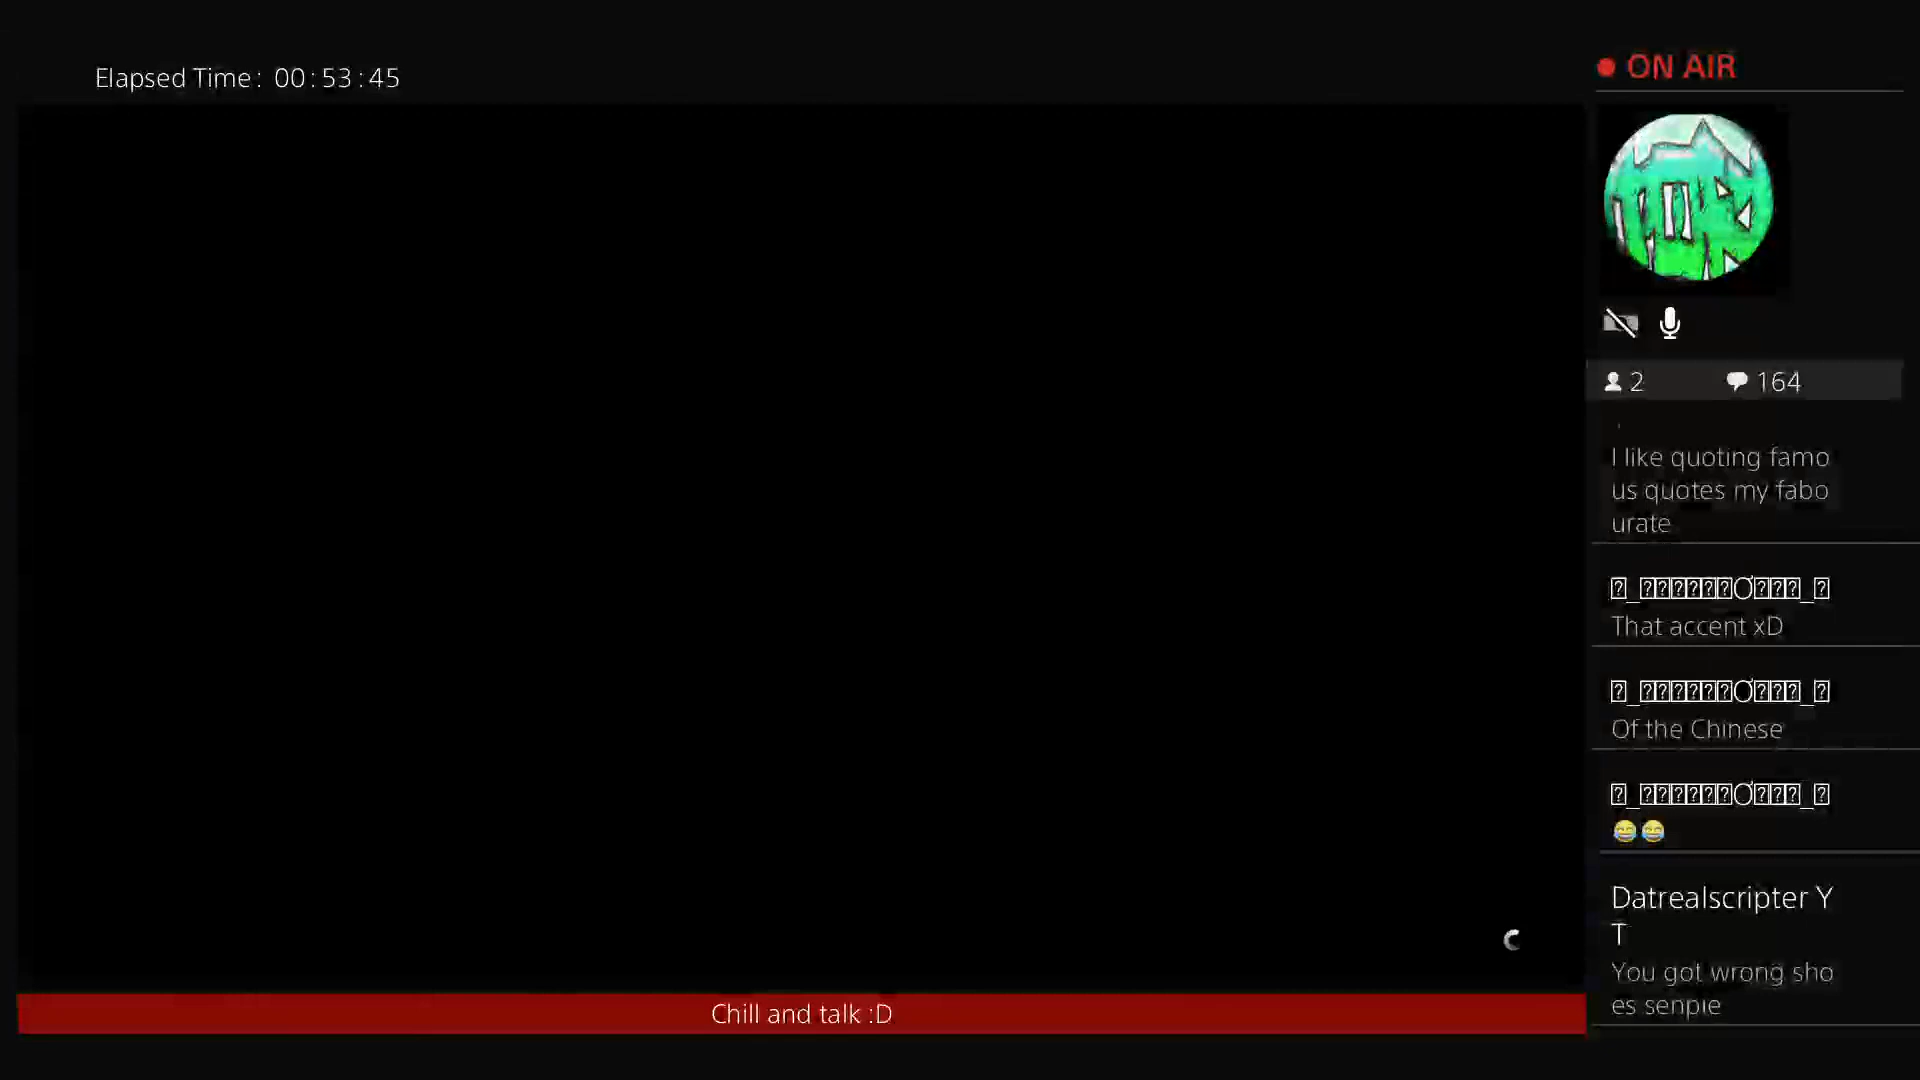 Elapsed Time: 00:53:45
ON AIR
2 164
I like quoting famo
us quotes my fabo
urate
That accent xD
Of the Chinese
😂😂
Datrealscripter Y
T
You got wrong sho
es senpie
Chill and talk :D